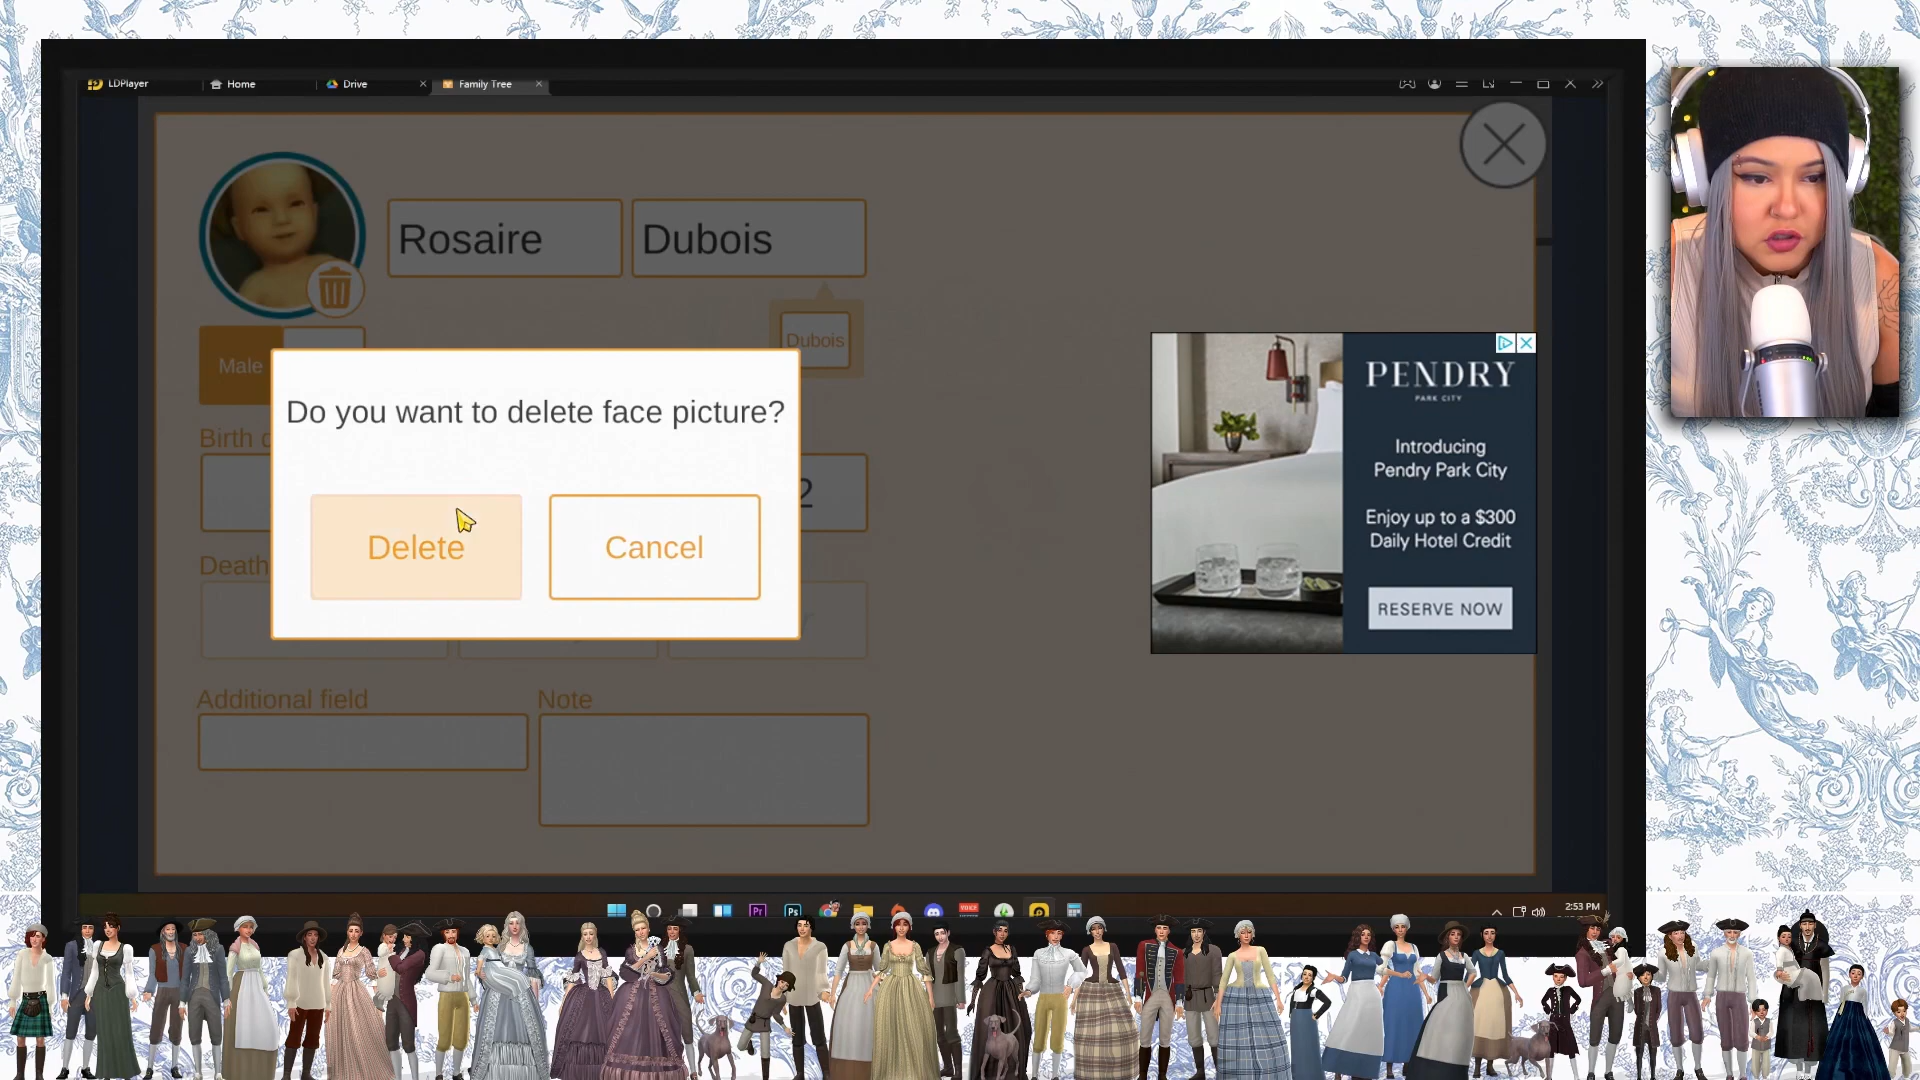 LDPlayer
Home
Drive
Family Tree
Rosaire
Dubois
Dubois
Male
Do you want to delete face picture?
Birth
2
Delete
Cancel
Death
Additional field
Note
PENDRY
PARK CITY
Introducing
Pendry Park City
Enjoy up to a $300
Daily Hotel Credit
RESERVE NOW
Pr
Ps
2:53 PM